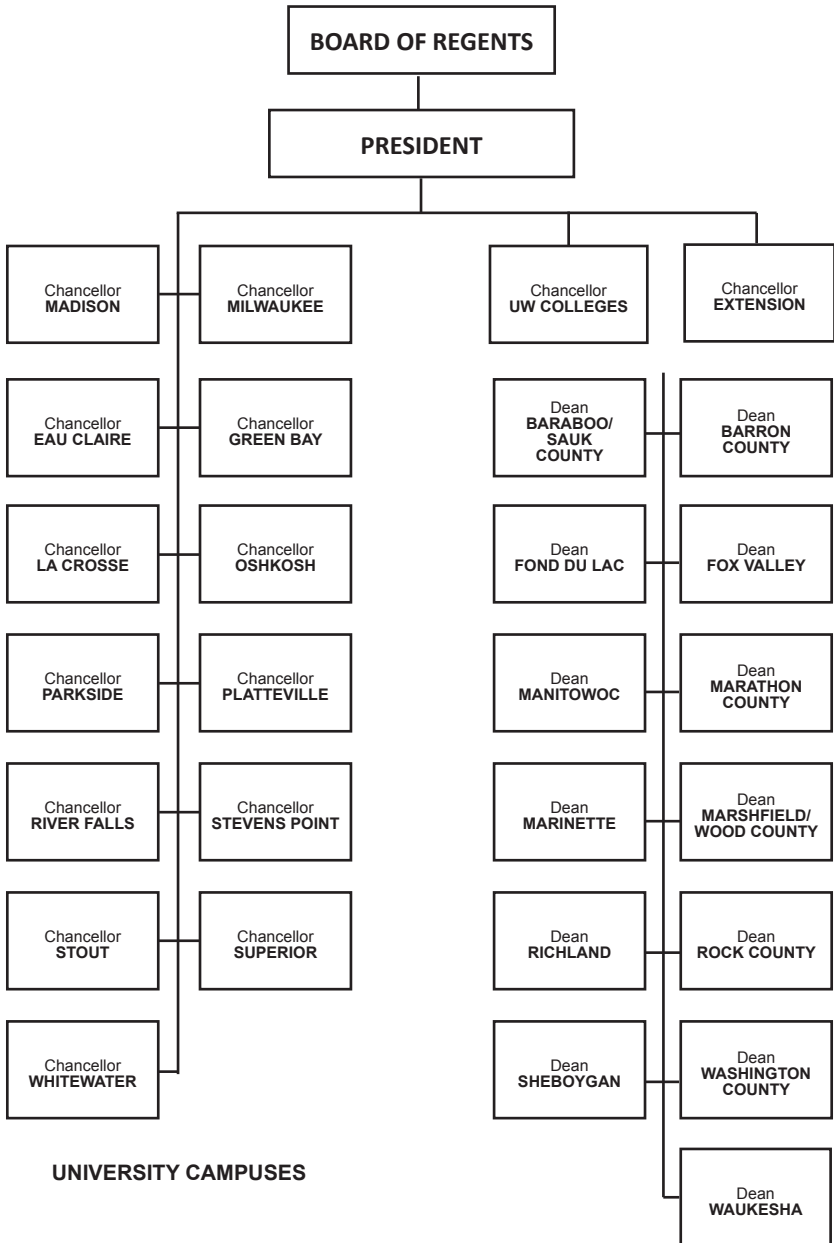 BOARD OF REGENTS
PRESIDENT
Chancellor
MADISON
Chancellor
MILWAUKEE
Chancellor
UW COLLEGES
Chancellor
EXTENSION
Chancellor
EAU CLAIRE
Chancellor
GREEN BAY
Dean
BARABOO/
SAUK
COUNTY
Dean
BARRON
COUNTY
Chancellor
LA CROSSE
Chancellor
OSHKOSH
Dean
FOND DU LAC
Dean
FOX VALLEY
Chancellor
PARKSIDE
Chancellor
PLATTEVILLE
Dean
MANITOWOC
Dean
MARATHON
COUNTY
Chancellor
RIVER FALLS
Chancellor
STEVENS POINT
Dean
MARINETTE
Dean
MARSHFIELD/
WOOD COUNTY
Chancellor
STOUT
Chancellor
SUPERIOR
Dean
RICHLAND
Dean
ROCK COUNTY
Chancellor
WHITEWATER
Dean
SHEBOYGAN
Dean
WASHINGTON
COUNTY
UNIVERSITY CAMPUSES
Dean
WAUKESHA